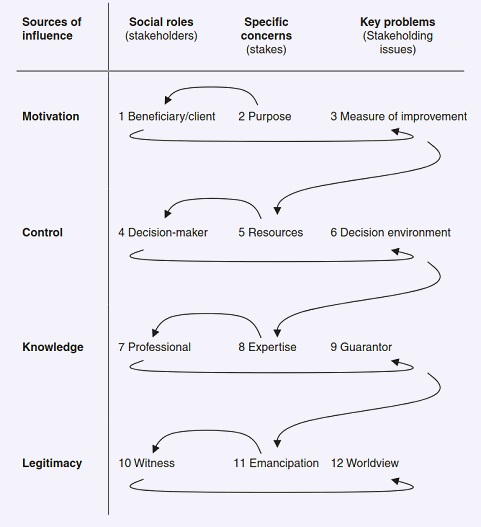 Sources of
influence
Social roles
(stakeholders)
Specific
concerns
(stakes)
Key problems
(Stakeholding
issues)
Motivation
1 Beneficiary/client
2 Purpose
3 Measure of improvement
Control
4 Decision-maker
5 Resources
6 Decision environment
Knowledge
7 Professional
8 Expertise
9 Guarantor
Legitimacy
10 Witness
11 Emancipation
12 Worldview